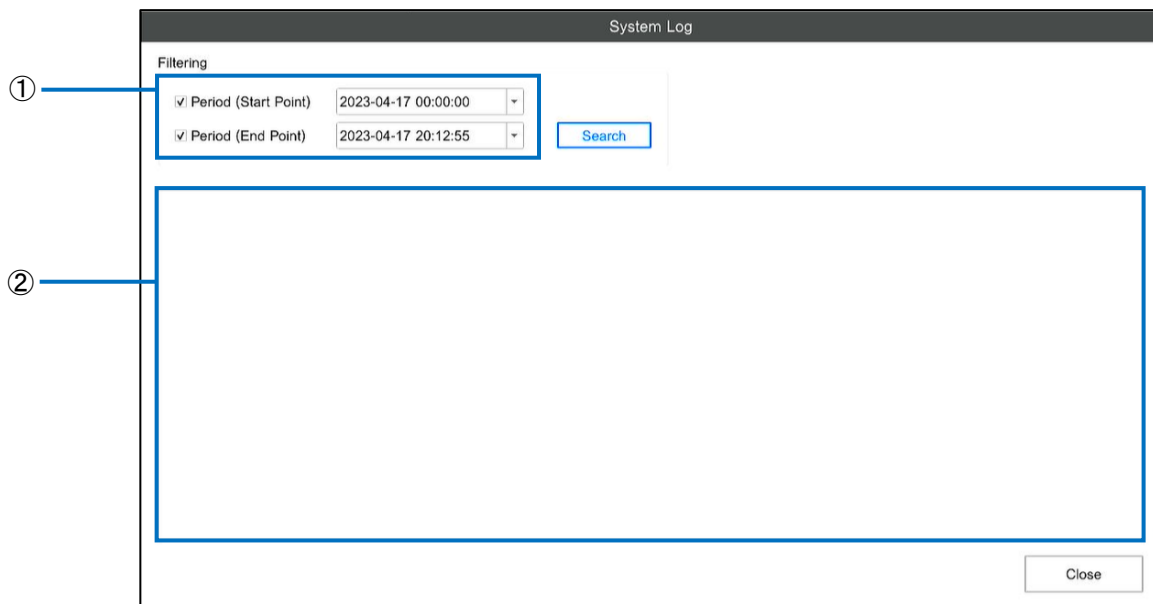 System Log
Filtering
①
✓ Period (Start Point) 2023-04-17 00:00:00
✓ Period (End Point) 2023-04-17 20:12:55 Search
②
Close